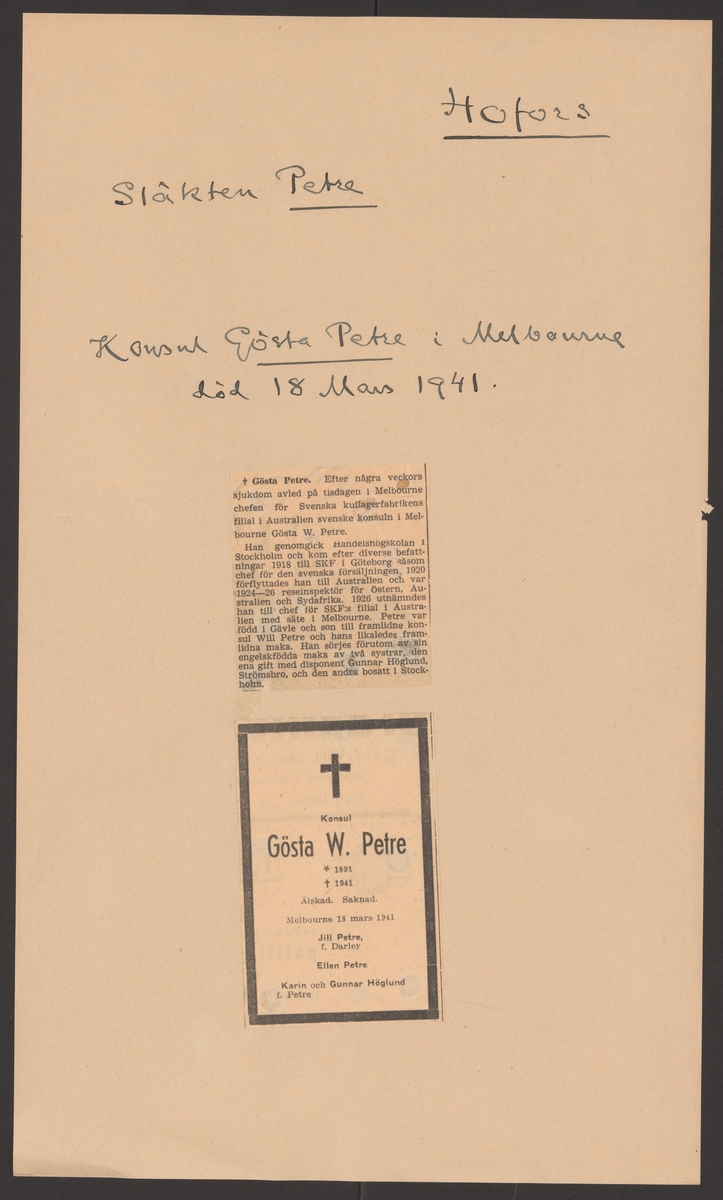 Hofors
Släkten Petre
Konsul Gösta Petre i Melbourne
död 18 Mars 1941.
† Gösta Petre. Efter några veckors
sjukdom avled på tisdagen i Melbourne
chefen för Svenska kullagerfabrikens
filial i Australien svenske konsuln i Mel-
bourne Gösta W. Petre.
Han genomgick Handelshögskolan i
Stockholm och kom efter diverse befatt-
ningar 1918 till SKF i Göteborg såsom
chef för den svenska försäljningen. 1920
förflyttades han till Australien och var
1924—26 reseinspektör för Östern, Au-
stralien och Sydafrika. 1926 utnämndes
han till chef för SKF:s filial i Austra-
lien med säte i Melbourne. Petre var
född i Gävle och son till framlidne kon-
sul Will Petre och hans likaledes fram-
lidna maka. Han sörjes förutom av sin
engelskfödda maka av två systrar, den
ena gift med disponent Gunnar Höglund,
Strömsbro, och den andra bosatt i Stock-
holm.
Konsul
Gösta W. Petre
* 1891
† 1941
Älskad. Saknad.
Melbourne 18 mars 1941
Jill Petre,
f. Darley
Ellen Petre
Karin och Gunnar Höglund
f. Petre